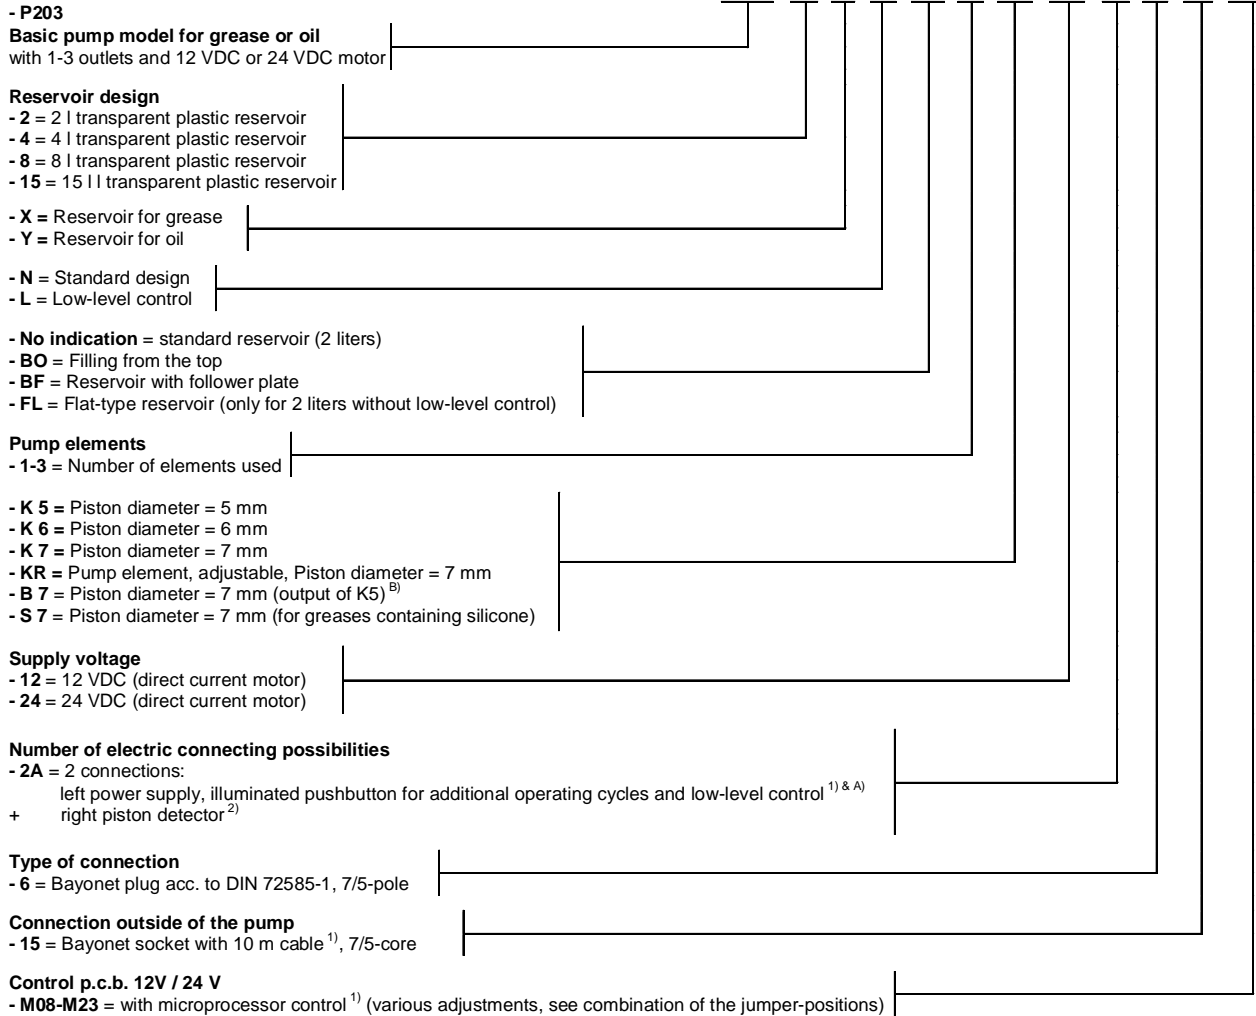 - P203
Basic pump model for grease or oil
with 1-3 outlets and 12 VDC or 24 VDC motor
Reservoir design
- 2 = 2 l transparent plastic reservoir
- 4 = 4 l transparent plastic reservoir
- 8 = 8 l transparent plastic reservoir
- 15 = 15 l l transparent plastic reservoir
- X = Reservoir for grease
- Y = Reservoir for oil
- N = Standard design
- L = Low-level control
- No indication = standard reservoir (2 liters)
- BO = Filling from the top
- BF = Reservoir with follower plate
- FL = Flat-type reservoir (only for 2 liters without low-level control)
Pump elements
- 1-3 = Number of elements used
- K 5 = Piston diameter = 5 mm
- K 6 = Piston diameter = 6 mm
- K 7 = Piston diameter = 7 mm
- KR = Pump element, adjustable, Piston diameter = 7 mm
- B 7 = Piston diameter = 7 mm (output of K5) B)
- S 7 = Piston diameter = 7 mm (for greases containing silicone)
Supply voltage
- 12 = 12 VDC (direct current motor)
- 24 = 24 VDC (direct current motor)
Number of electric connecting possibilities
- 2A = 2 connections:
left power supply, illuminated pushbutton for additional operating cycles and low-level control 1) & A)
+ right piston detector 2)
Type of connection
- 6 = Bayonet plug acc. to DIN 72585-1, 7/5-pole
Connection outside of the pump
- 15 = Bayonet socket with 10 m cable 1), 7/5-core
Control p.c.b. 12V / 24 V
- M08-M23 = with microprocessor control 1) (various adjustments, see combination of the jumper-positions)